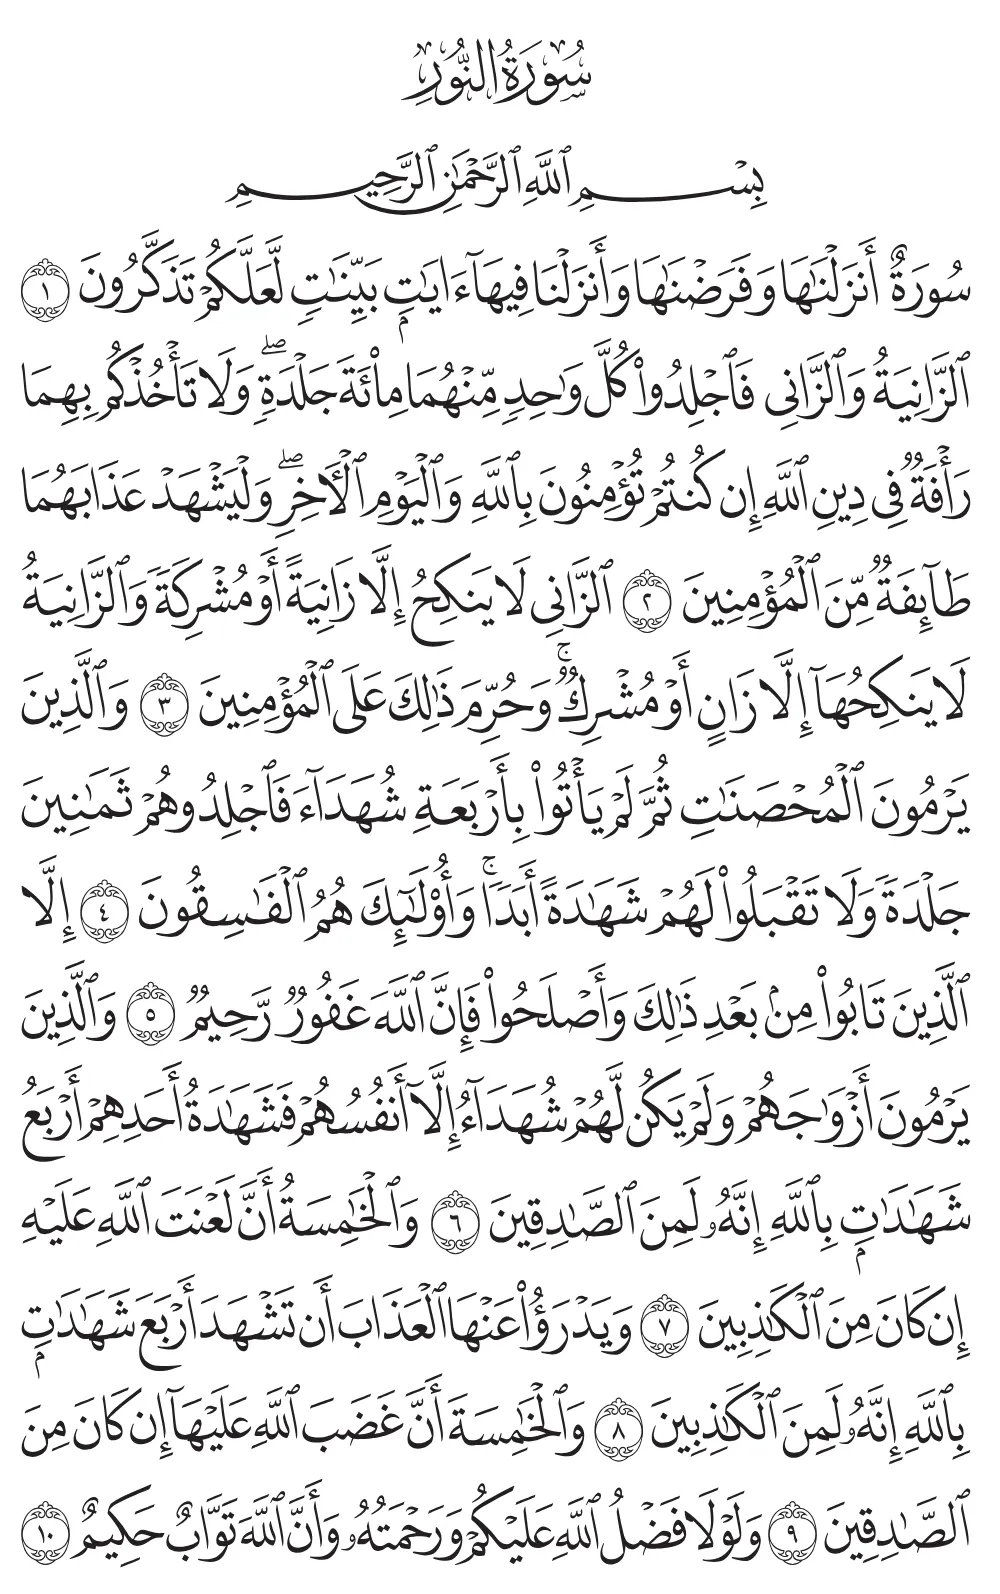 سُورَةُ النُّورِ
بِسْمِ ٱللَّهِ ٱلرَّحْمَٰنِ ٱلرَّحِيمِ
سُورَةٌ أَنزَلْنَٰهَا وَفَرَضْنَٰهَا وَأَنزَلْنَا فِيهَآ ءَايَٰتٍۭ بَيِّنَٰتٍ لَّعَلَّكُمْ تَذَكَّرُونَ ١
ٱلزَّانِيَةُ وَٱلزَّانِى فَٱجْلِدُوا۟ كُلَّ وَٰحِدٍ مِّنْهُمَا مِا۟ئَةَ جَلْدَةٍ ۖ وَلَا تَأْخُذْكُم بِهِمَا
رَأْفَةٌ فِى دِينِ ٱللَّهِ إِن كُنتُمْ تُؤْمِنُونَ بِٱللَّهِ وَٱلْيَوْمِ ٱلْءَاخِرِ ۖ وَلْيَشْهَدْ عَذَابَهُمَا
طَآئِفَةٌ مِّنَ ٱلْمُؤْمِنِينَ ٢ ٱلزَّانِى لَا يَنكِحُ إِلَّا زَانِيَةً أَوْ مُشْرِكَةً وَٱلزَّانِيَةُ
لَا يَنكِحُهَآ إِلَّا زَانٍ أَوْ مُشْرِكٌ ۚ وَحُرِّمَ ذَٰلِكَ عَلَى ٱلْمُؤْمِنِينَ ٣ وَٱلَّذِينَ
يَرْمُونَ ٱلْمُحْصَنَٰتِ ثُمَّ لَمْ يَأْتُوا۟ بِأَرْبَعَةِ شُهَدَآءَ فَٱجْلِدُوهُمْ ثَمَٰنِينَ
جَلْدَةً وَلَا تَقْبَلُوا۟ لَهُمْ شَهَٰدَةً أَبَدًا ۚ وَأُو۟لَٰٓئِكَ هُمُ ٱلْفَٰسِقُونَ ٤ إِلَّا
ٱلَّذِينَ تَابُوا۟ مِنۢ بَعْدِ ذَٰلِكَ وَأَصْلَحُوا۟ فَإِنَّ ٱللَّهَ غَفُورٌ رَّحِيمٌ ٥ وَٱلَّذِينَ
يَرْمُونَ أَزْوَٰجَهُمْ وَلَمْ يَكُن لَّهُمْ شُهَدَآءُ إِلَّآ أَنفُسُهُمْ فَشَهَٰدَةُ أَحَدِهِمْ أَرْبَعُ
شَهَٰدَٰتٍۭ بِٱللَّهِ إِنَّهُۥ لَمِنَ ٱلصَّٰدِقِينَ ٦ وَٱلْخَٰمِسَةُ أَنَّ لَعْنَتَ ٱللَّهِ عَلَيْهِ
إِن كَانَ مِنَ ٱلْكَٰذِبِينَ ٧ وَيَدْرَؤُا۟ عَنْهَا ٱلْعَذَابَ أَن تَشْهَدَ أَرْبَعَ شَهَٰدَٰتٍۭ
بِٱللَّهِ إِنَّهُۥ لَمِنَ ٱلْكَٰذِبِينَ ٨ وَٱلْخَٰمِسَةَ أَنَّ غَضَبَ ٱللَّهِ عَلَيْهَآ إِن كَانَ مِنَ
ٱلصَّٰدِقِينَ ٩ وَلَوْلَا فَضْلُ ٱللَّهِ عَلَيْكُمْ وَرَحْمَتُهُۥ وَأَنَّ ٱللَّهَ تَوَّابٌ حَكِيمٌ ١٠